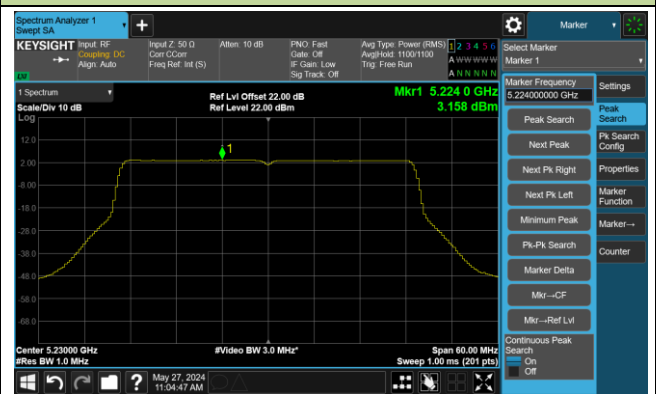 Spectrum Analyzer 1
Swept SA
Marker
KEYSIGHT
Input: RF
Coupling: DC
Align: Auto
Input Z: 50 Ω
Corr CCorr
Freq Ref: Int (S)
Atten: 10 dB
PNO: Fast
Gate: Off
IF Gain: Low
Sig Track: Off
Avg Type: Power (RMS)
Avg|Hold: 1100/1100
Trig: Free Run
1 2 3 4 5 6
A W W W W W
A N N N N N
LXI
Select Marker
Marker 1
1 Spectrum
Scale/Div 10 dB
Log
Ref Lvl Offset 22.00 dB
Ref Level 22.00 dBm
Mkr1 5.224 0 GHz
3.158 dBm
1
12.0
2.00
-8.00
-18.0
-28.0
-38.0
-48.0
-58.0
-68.0
Center 5.23000 GHz
#Res BW 1.0 MHz
#Video BW 3.0 MHz*
Span 60.00 MHz
Sweep 1.00 ms (201 pts)
Marker Frequency
5.224000000 GHz
Peak Search
Next Peak
Next Pk Right
Next Pk Left
Minimum Peak
Pk-Pk Search
Marker Delta
Mkr→CF
Mkr→Ref Lvl
Continuous Peak
Search
On
Off
Settings
Peak
Search
Pk Search
Config
Properties
Marker
Function
Marker→
Counter
May 27, 2024
11:04:47 AM